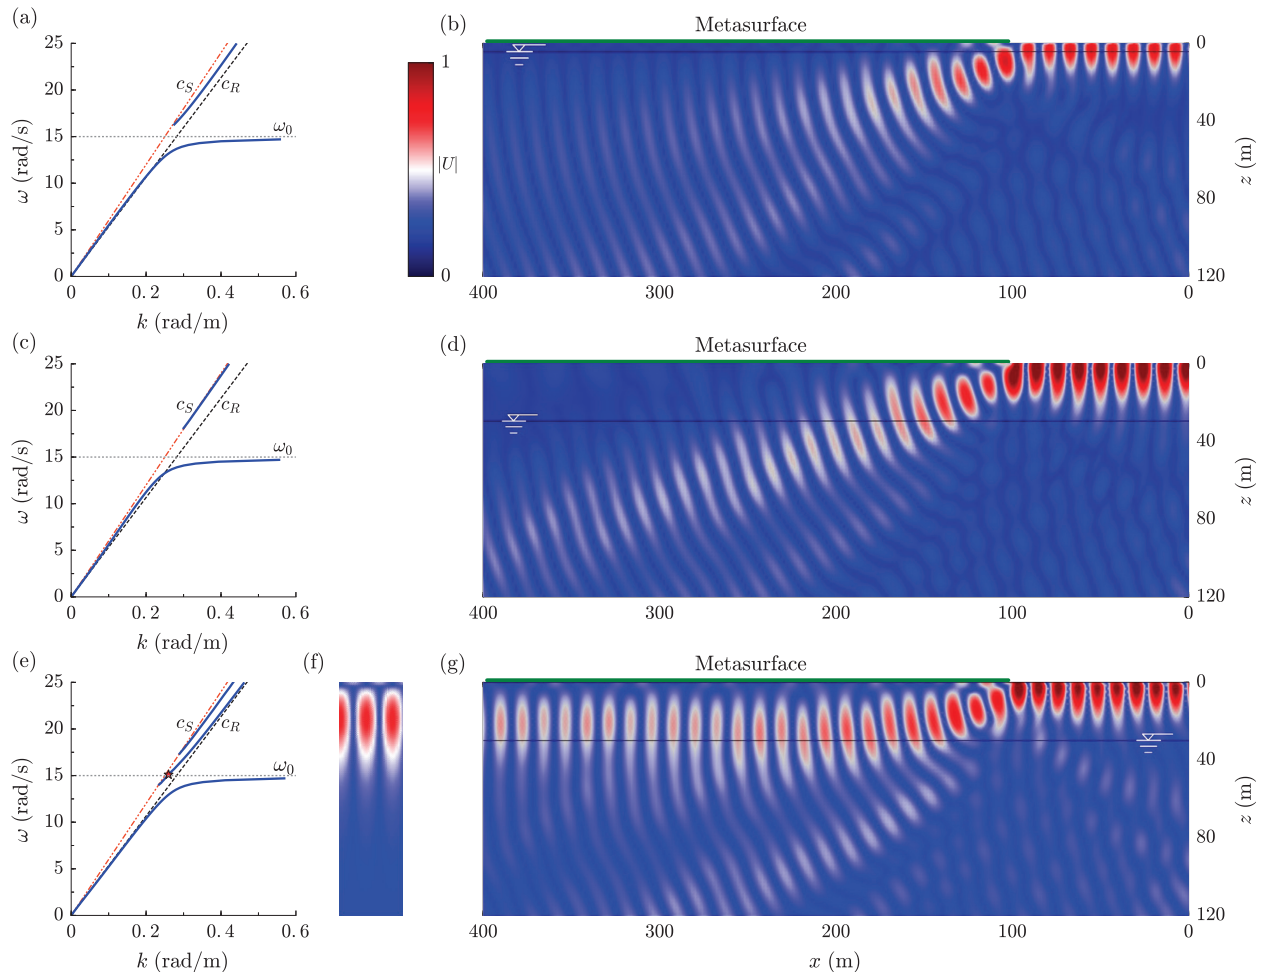 (a)
25
20
15
10
5
0
ω (rad/s)
c_S
c_R
ω_0
0
0.2
0.4
0.6
k (rad/m)
1
|U|
0
(b)
Metasurface
0
40
80
120
z (m)
400
300
200
100
0
(c)
25
20
15
10
5
0
ω (rad/s)
c_S
c_R
ω_0
0
0.2
0.4
0.6
k (rad/m)
(d)
Metasurface
0
40
80
120
z (m)
400
300
200
100
0
(e)
25
20
15
10
5
0
ω (rad/s)
c_S
c_R
ω_0
0
0.2
0.4
0.6
k (rad/m)
(f)
(g)
Metasurface
0
40
80
120
z (m)
400
300
200
100
0
x (m)